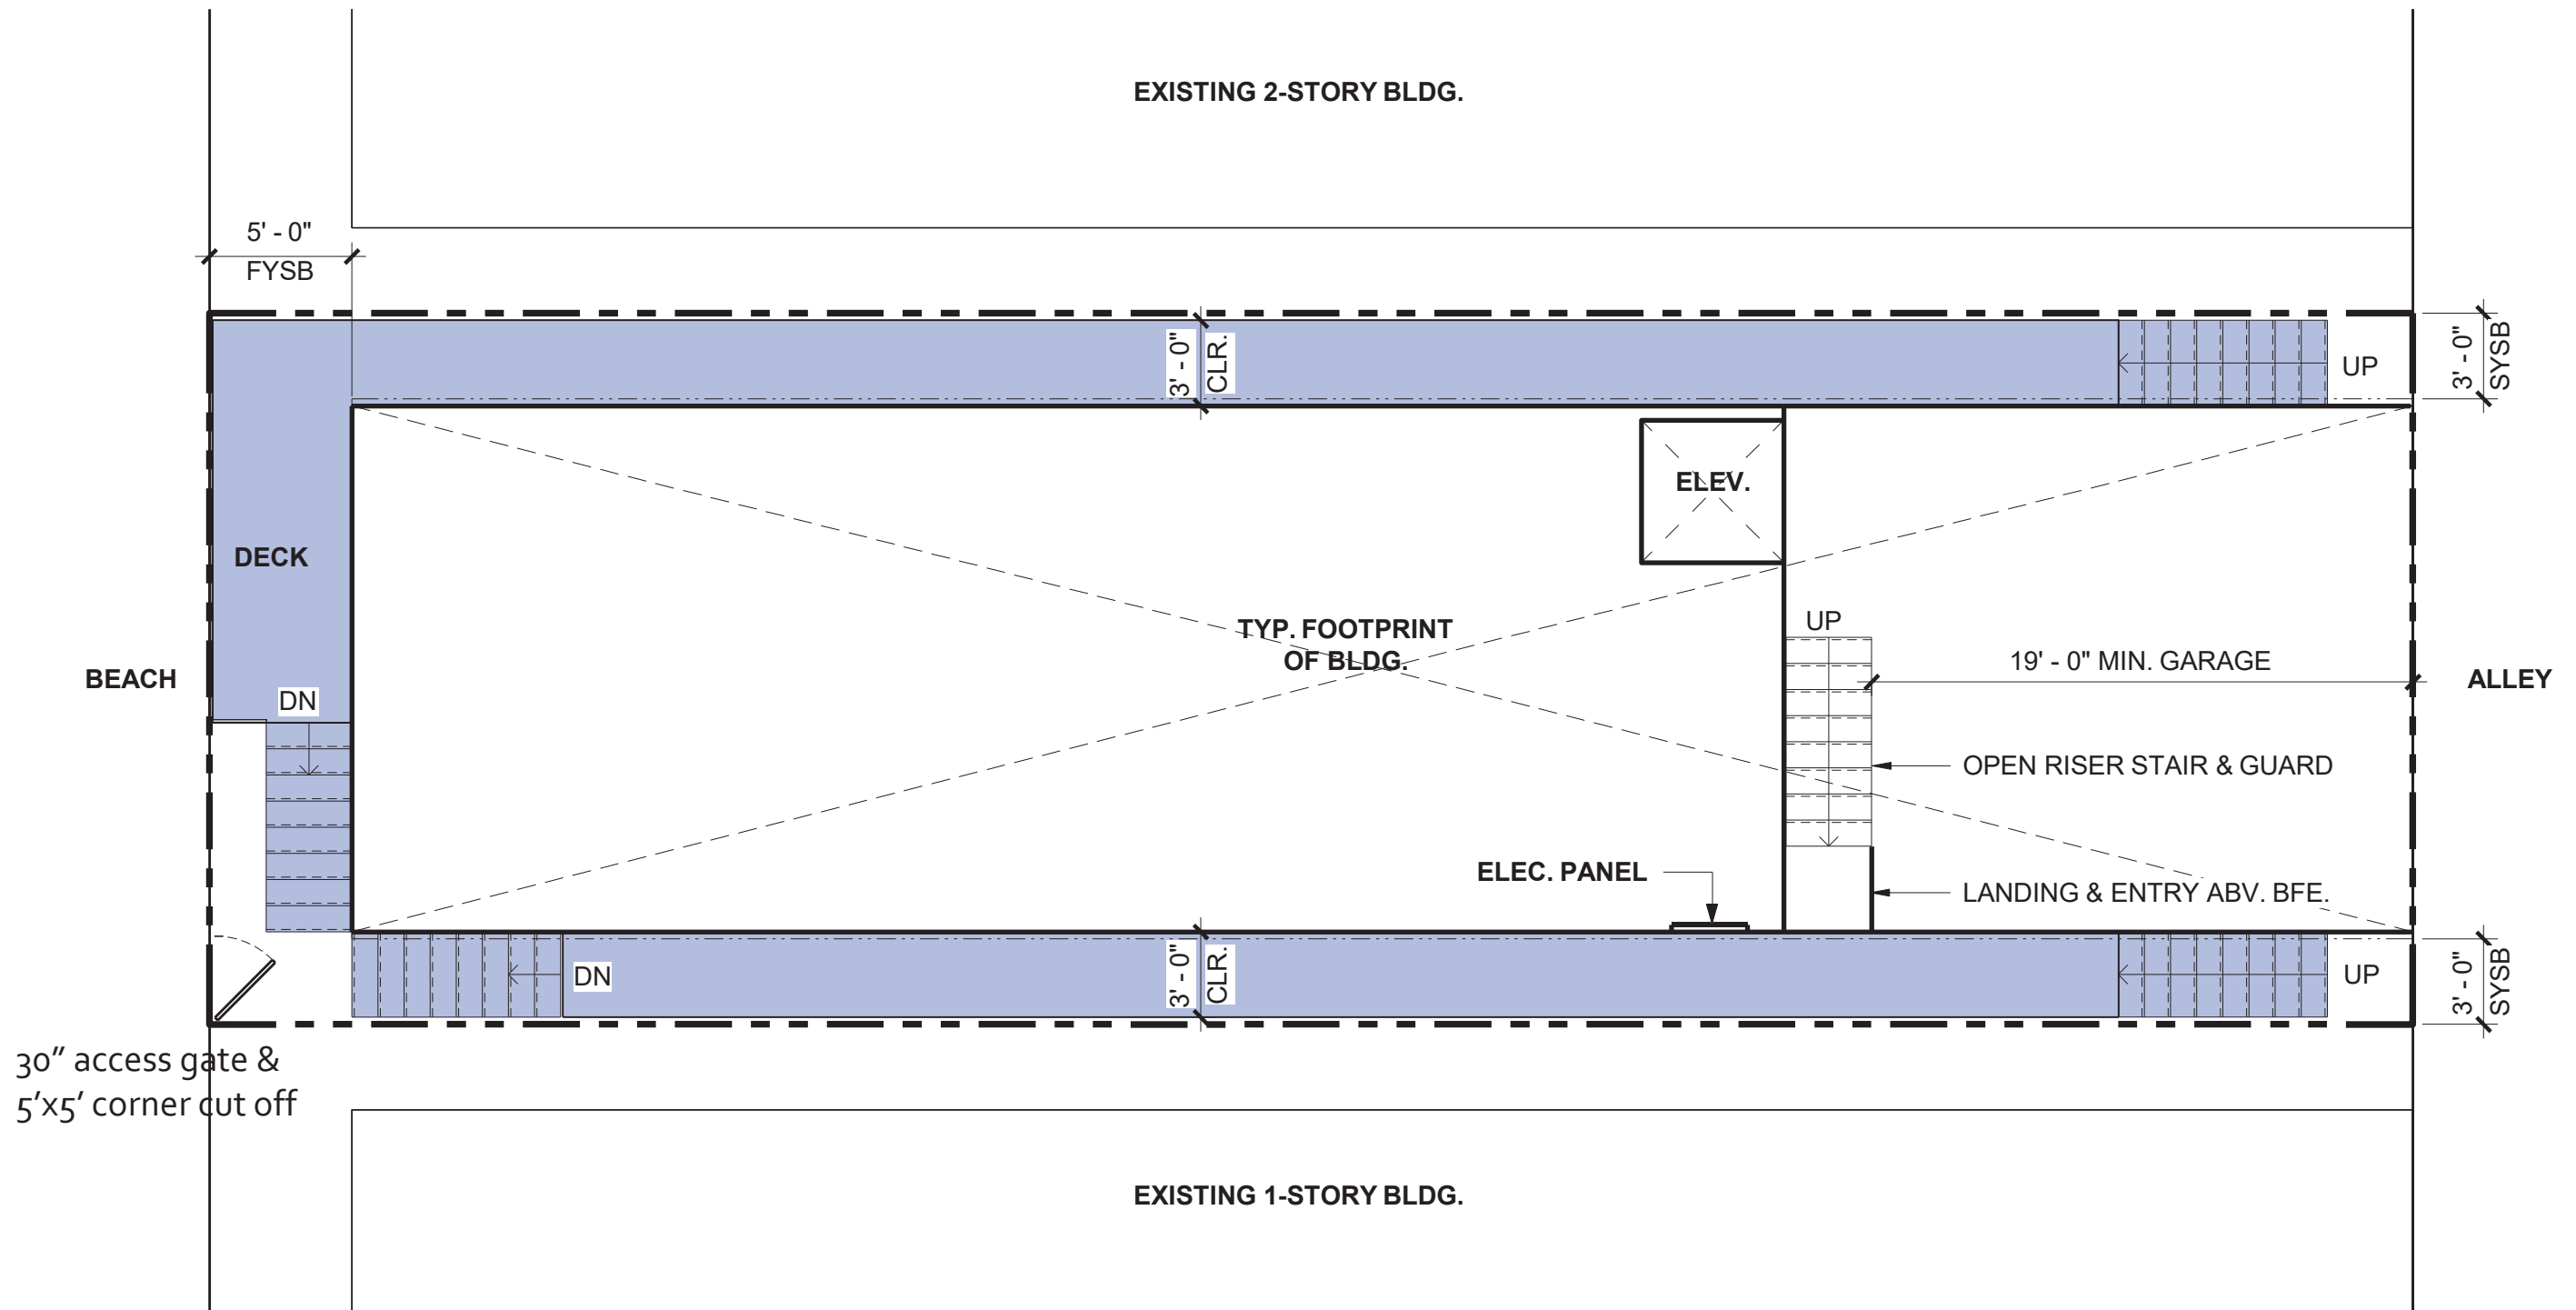 EXISTING 2-STORY BLDG.
5' - 0"
FYSB
3' - 0"
CLR.
UP
3' - 0"
SYSB
ELEV.
DECK
TYP. FOOTPRINT
OF BLDG.
UP
19' - 0" MIN. GARAGE
BEACH
ALLEY
DN
OPEN RISER STAIR & GUARD
ELEC. PANEL
LANDING & ENTRY ABV. BFE.
DN
3' - 0"
CLR.
UP
3' - 0"
SYSB
30" access gate &
5'x5' corner cut off
EXISTING 1-STORY BLDG.